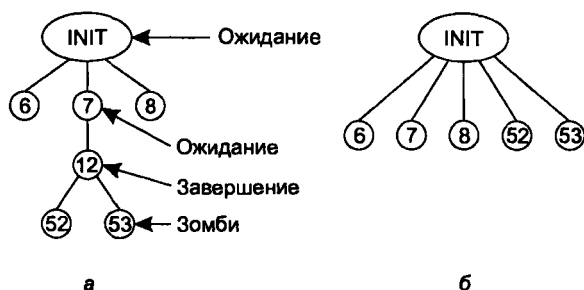 INIT
Ожидание
6
7
8
Ожидание
12
Завершение
52
53
Зомби
а
INIT
6
7
8
52
53
б